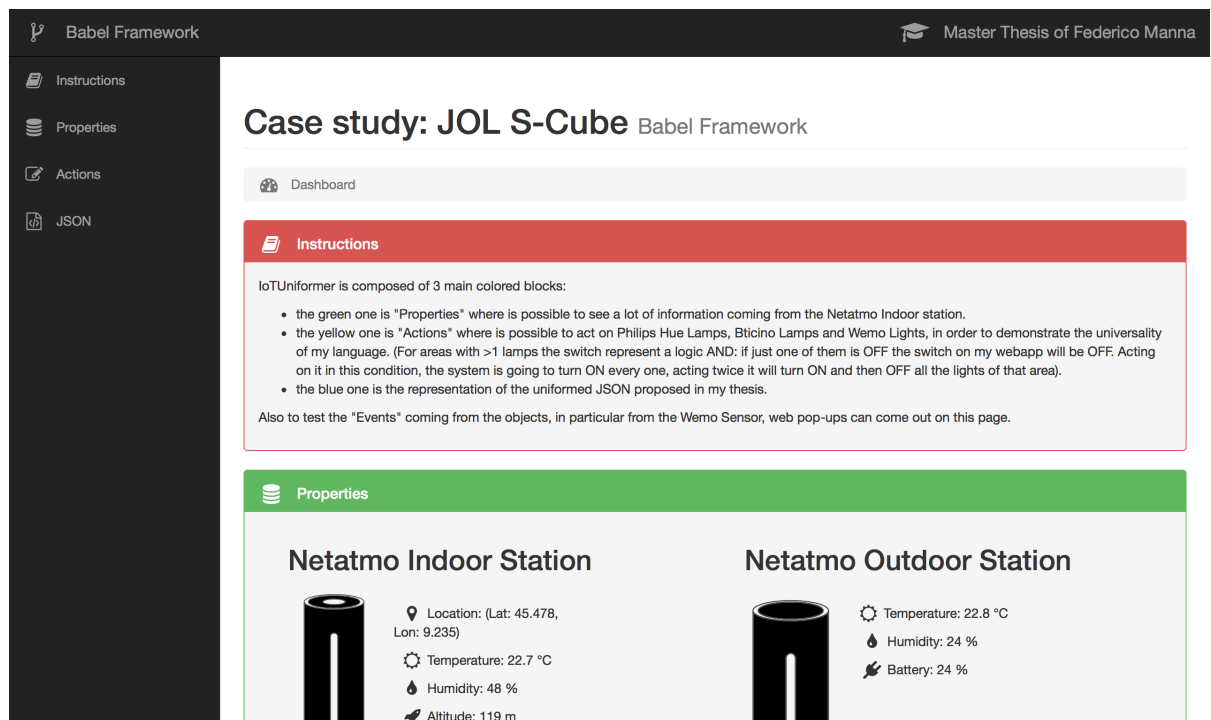 Babel Framework
Master Thesis of Federico Manna
Instructions
Properties
Actions
JSON
Case study: JOL S-Cube Babel Framework
Dashboard
Instructions
IoTUniformer is composed of 3 main colored blocks:
the green one is "Properties" where is possible to see a lot of information coming from the Netatmo Indoor station.
the yellow one is "Actions" where is possible to act on Philips Hue Lamps, Bticino Lamps and Wemo Lights, in order to demonstrate the universality
of my language. (For areas with >1 lamps the switch represent a logic AND: if just one of them is OFF the switch on my webapp will be OFF. Acting
on it in this condition, the system is going to turn ON every one, acting twice it will turn ON and then OFF all the lights of that area).
the blue one is the representation of the uniformed JSON proposed in my thesis.
Also to test the "Events" coming from the objects, in particular from the Wemo Sensor, web pop-ups can come out on this page.
Properties
Netatmo Indoor Station
Location: (Lat: 45.478,
Lon: 9.235)
Temperature: 22.7 °C
Humidity: 48 %
Altitude: 119 m
Netatmo Outdoor Station
Temperature: 22.8 °C
Humidity: 24 %
Battery: 24 %